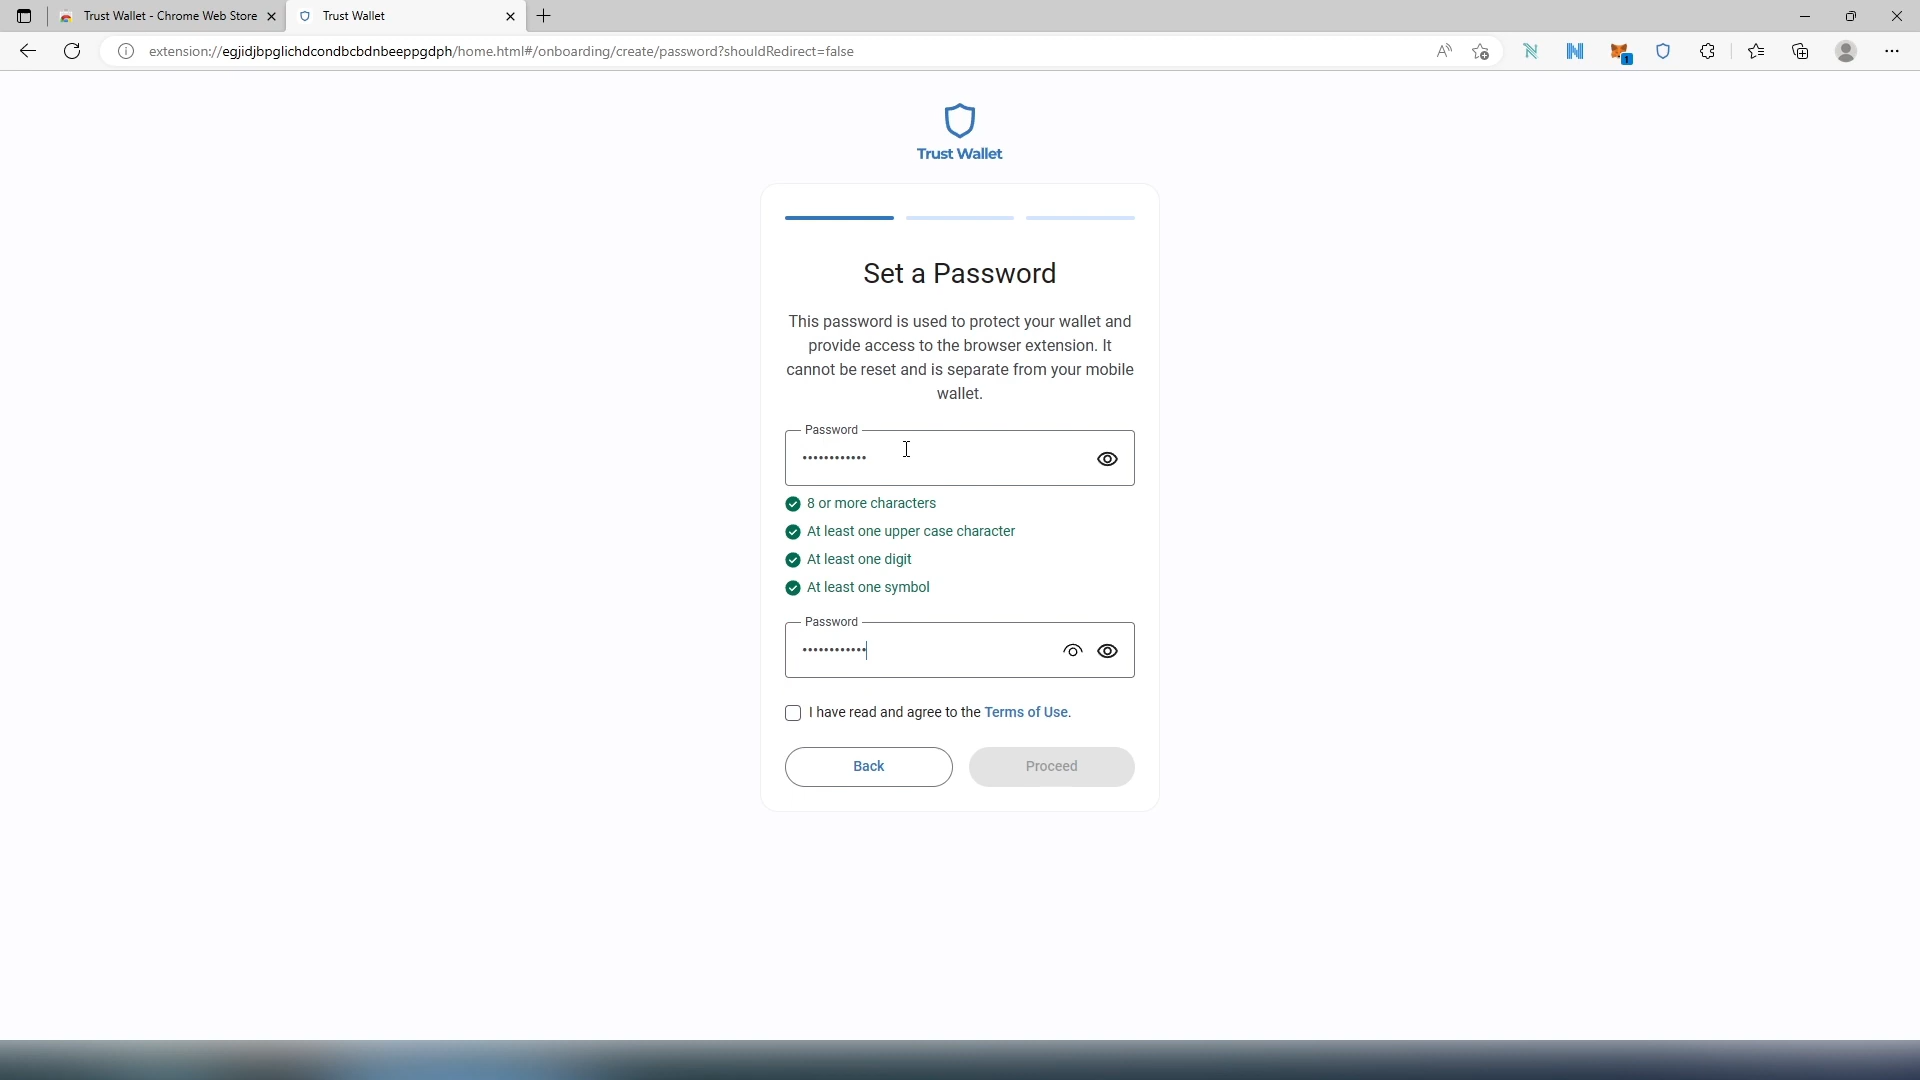 Trust Wallet - Chrome Web Store
Trust Wallet
extension://egjidjbpglichdcondbcbdnbeeppgdph/home.html#/onboarding/create/password?shouldRedirect=false
1
Trust Wallet
Set a Password
This password is used to protect your wallet and
provide access to the browser extension. It
cannot be reset and is separate from your mobile
wallet.
Password
••••••••••••
8 or more characters
At least one upper case character
At least one digit
At least one symbol
Password
••••••••••••
I have read and agree to the Terms of Use.
Back
Proceed